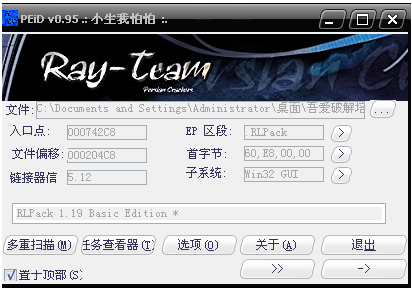 PEiD v0.95 .: 小生我怕怕 :.
Ray-Team
Persian Crackers
文件: C:\Documents and Settings\Administrator\桌面\吾爱破解培 ...
入口点: 000742C8 EP 区段: .RLPack >
文件偏移: 000204C8 首字节: 60,E8,00,00 >
链接器信 5.12 子系统: Win32 GUI >
RLPack 1.19 Basic Edition *
多重扫描(M) 任务查看器(T) 选项(O) 关于(A) 退出
置于顶部(S) >> ->